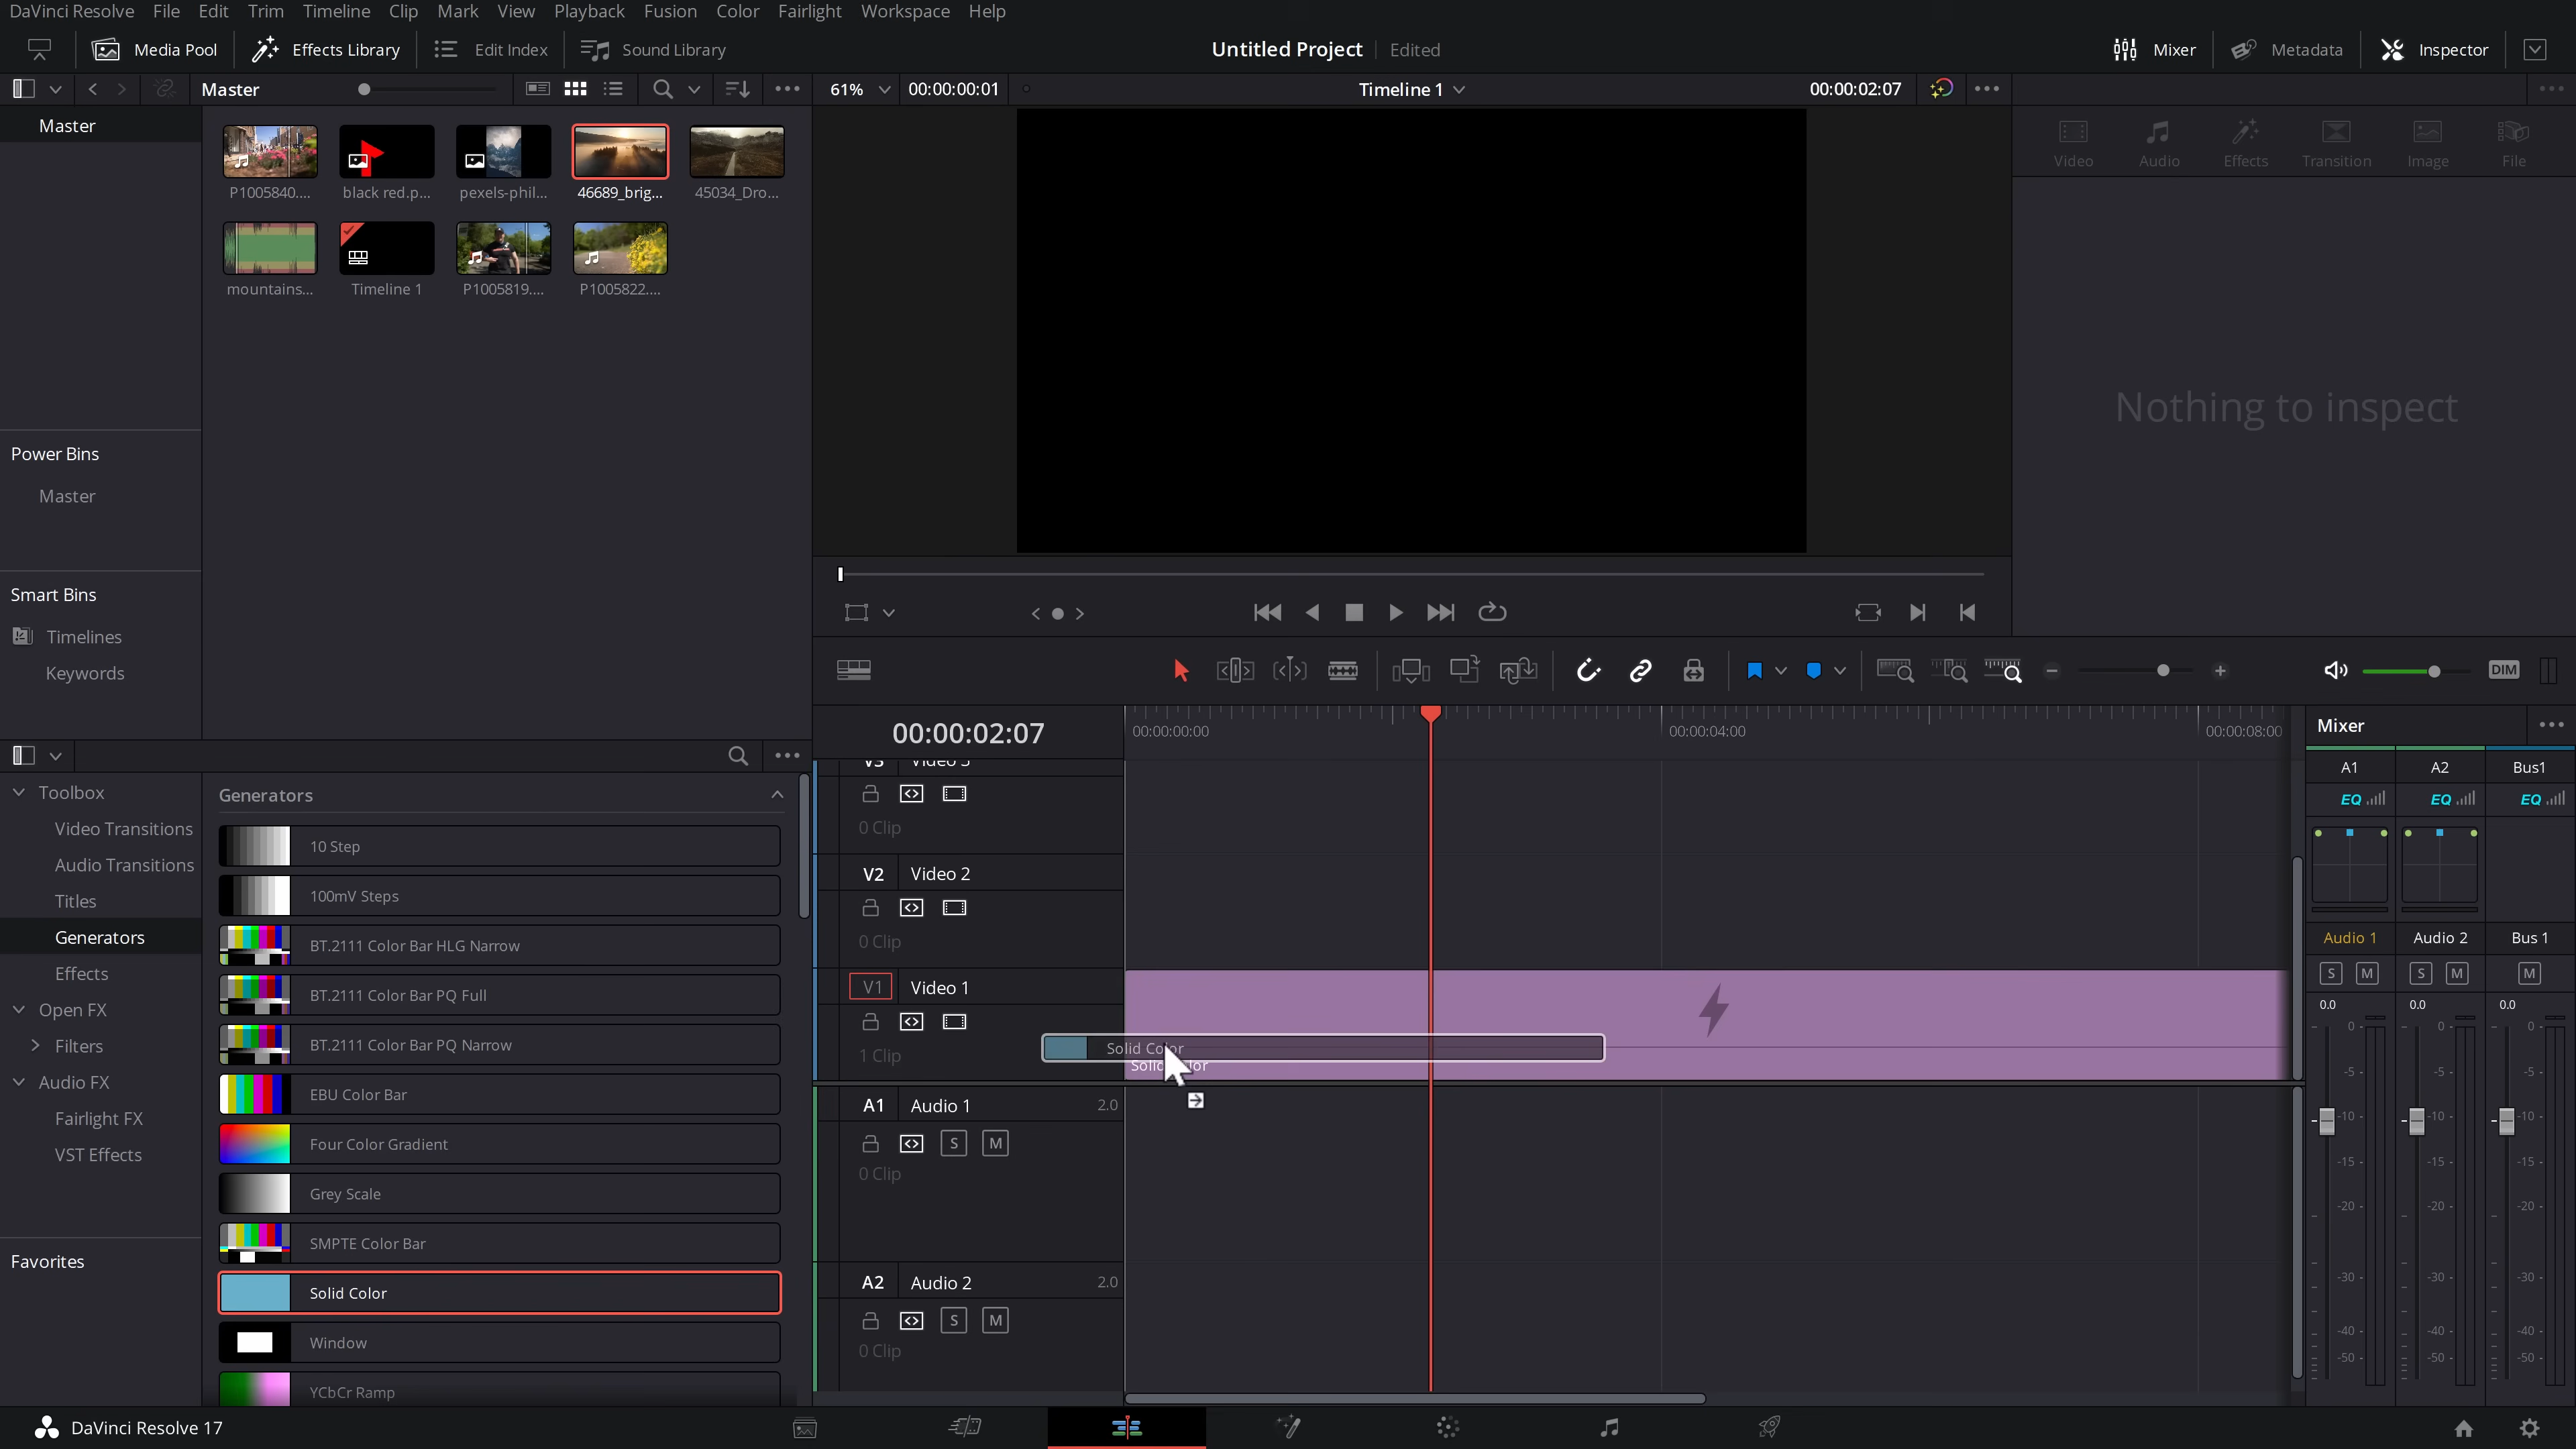 DaVinci Resolve File Edit Trim Timeline Clip Mark View Playback Fusion Color Fairlight Workspace Help
Media Pool Effects Library Edit Index Sound Library Untitled Project Edited Mixer Metadata Inspector
Master 61% 00:00:00:01 Timeline 1 00:00:02:07
Master
P1005840.... black red.p... pexels-phil... 46689_brig... 45034_Dro...
mountains... Timeline 1 P1005819.... P1005822....
Video Audio Effects Transition Image File
Nothing to inspect
Power Bins
Master
Smart Bins
Timelines
Keywords
DIM
00:00:02:07 00:00:00:00 00:00:04:00 00:00:08:00
Toolbox
Video Transitions
Audio Transitions
Titles
Generators
Effects
Open FX
Filters
Audio FX
Fairlight FX
VST Effects
Favorites
Generators
10 Step
100mV Steps
BT.2111 Color Bar HLG Narrow
BT.2111 Color Bar PQ Full
BT.2111 Color Bar PQ Narrow
EBU Color Bar
Four Color Gradient
Grey Scale
SMPTE Color Bar
Solid Color
Window
YCbCr Ramp
V3 Video 3
0 Clip
V2 Video 2
0 Clip
V1 Video 1
1 Clip
Solid Color
A1 Audio 1 2.0
S M
0 Clip
A2 Audio 2 2.0
S M
0 Clip
Mixer
A1 A2 Bus1
EQ EQ EQ
Audio 1 Audio 2 Bus 1
S M S M M
0.0 0.0 0.0
0 0 0
-5 -5 -5
-10 -10 -10
-15 -15 -15
-20 -20 -20
-30 -30 -30
-40 -40 -40
-50 -50 -50
DaVinci Resolve 17